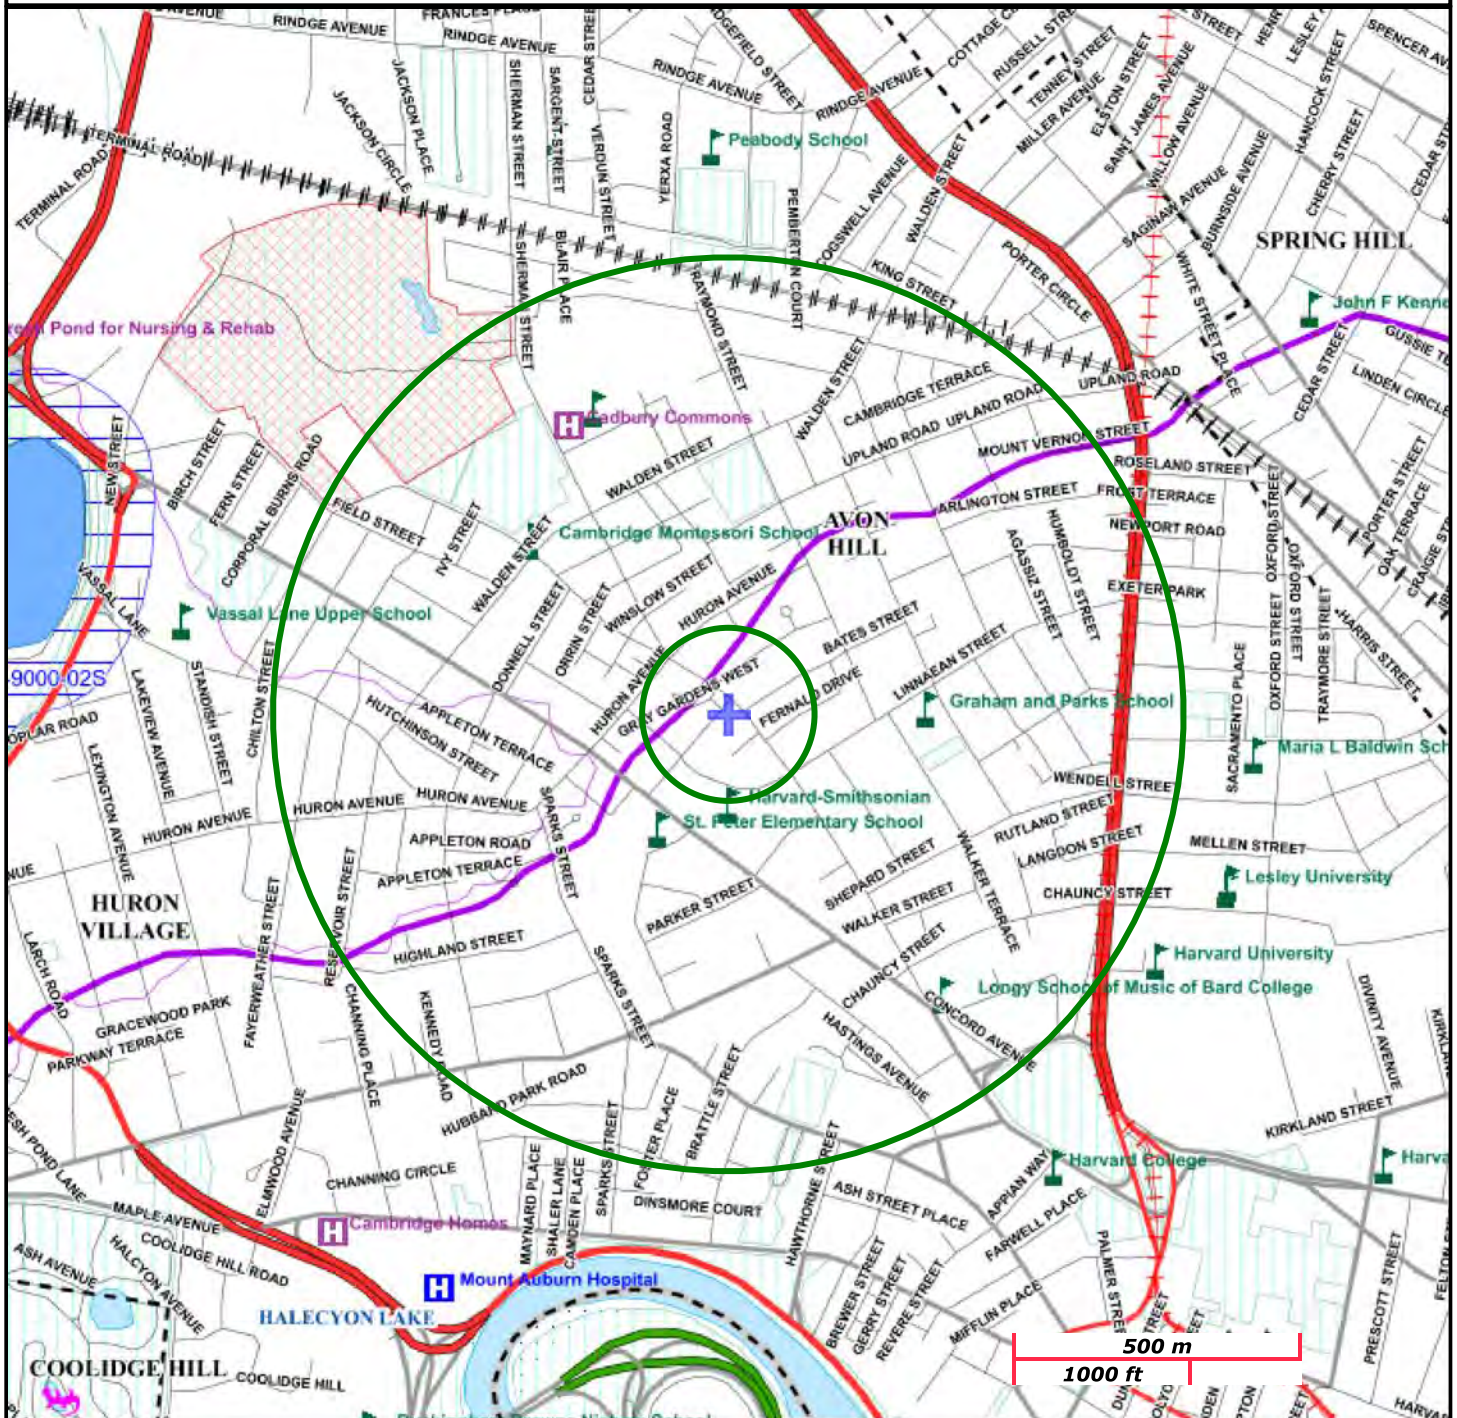 RINDGE AVENUE
RINDGE AVENUE
RINDGE AVENUE
RINDGE AVENUE
COTTAGE
RUSSELL
TENNEY STREET
MILLER AVENUE
ELSTON STREET
SAINT JAMES AVENUE
WILLOW AVENUE
HANCOCK STREET
CHERRY STREET
BURNSIDE AVENUE
SAGINAW AVENUE
JACKSON PLACE
JACKSON CIRCLE
SHERMAN STREET
SARGENT STREET
VERDUN STREET
YERXA ROAD
Peabody School
TERMINAL ROAD
TERMINAL ROAD
PEMBERTON COURT
COGSWELL AVENUE
WALDEN STREET
SPRING HILL
SHERMAN STREET
BLAIR PLACE
RAYMOND STREET
KING STREET
PORTER CIRCLE
WHITE STREET PLACE
Pond for Nursing & Rehab
CEDAR STREET
LINDEN CIRCLE
WALDEN STREET
CAMBRIDGE TERRACE
UPLAND ROAD
UPLAND ROAD
UPLAND ROAD
MOUNT VERNON STREET
Cadbury Commons
WALDEN STREET
ROSELAND STREET
NEW STREET
BIRCH STREET
FERN STREET
CORPORAL BURNS ROAD
FIELD STREET
IVY STREET
WALDEN STREET
Cambridge Montessori School
AVON
HILL
ARLINGTON STREET
FROST TERRACE
NEWPORT ROAD
OXFORD STREET
OXFORD STREET
PORTER STREET
OAK TERRACE
HUMBOLDT STREET
AGASSIZ STREET
EXETER PARK
VASSAL LANE
Vassal Lane Upper School
DONNELL STREET
ORRIN STREET
WINSLOW STREET
HURON AVENUE
BATES STREET
LINNAEAN STREET
HARRIS STREET
TRAYMORE STREET
OXFORD STREET
SACRAMENTO PLACE
-9000-02S
LAKEVIEW AVENUE
STANDISH STREET
CHILTON STREET
HURON AVENUE
GRAY GARDENS WEST
FERNALD DRIVE
Graham and Parks School
APPLETON TERRACE
HUTCHINSON STREET
LEXINGTON AVENUE
WENDELL STREET
HURON AVENUE
HURON AVENUE
HURON AVENUE
SPARKS STREET
Harvard-Smithsonian
St. Peter Elementary School
RUTLAND STREET
LANGDON STREET
MELLEN STREET
APPLETON ROAD
APPLETON TERRACE
WALKER TERRACE
SHEPARD STREET
WALKER STREET
CHAUNCY STREET
Lesley University
HURON
VILLAGE
FAYERWEATHER STREET
RESERVOIR STREET
PARKER STREET
HIGHLAND STREET
CHAUNCY STREET
Harvard University
LARCH ROAD
SPARKS STREET
Longy School of Music of Bard College
CONCORD AVENUE
DIVINITY AVENUE
GRACEWOOD PARK
PARKWAY TERRACE
CHANNING PLACE
KENNEDY ROAD
HASTINGS AVENUE
HUBBARD PARK ROAD
BRATTLE STREET
FOSTER PLACE
SPARKS STREET
KIRKLAND STREET
ELMWOOD AVENUE
CHANNING CIRCLE
MAYNARD PLACE
SHALER LANE
CAMDEN PLACE
DINSMORE COURT
HAWTHORNE STREET
ASH STREET PLACE
APPIAN WAY
Harvard College
FARWELL PLACE
MAPLE AVENUE
COOLIDGE HILL ROAD
Cambridge Homes
H
H
H
Mount Auburn Hospital
HALECYON LAKE
ASH AVENUE
HALCYON AVENUE
BREWER STREET
GERRY STREET
REVERE STREET
MIFFLIN PLACE
PRESCOTT STREET
500 m
1000 ft
COOLIDGE HILL
COOLIDGE HILL